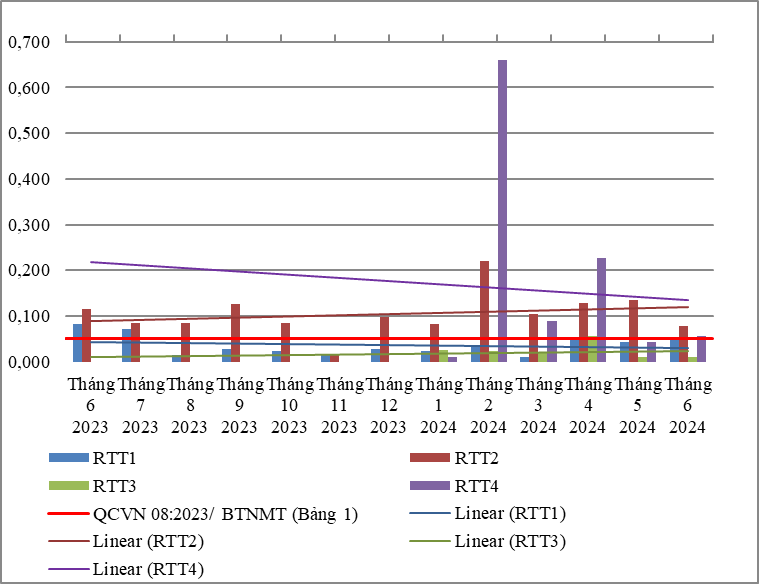 0,700
0,600
0,500
0,400
0,300
0,200
0,100
0,000
Tháng Tháng Tháng Tháng Tháng Tháng Tháng Tháng Tháng Tháng Tháng Tháng Tháng
6 7 8 9 10 11 12 1 2 3 4 5 6
2023 2023 2023 2023 2023 2023 2023 2024 2024 2024 2024 2024 2024
RTT1 RTT2
RTT3 RTT4
QCVN 08:2023/ BTNMT (Bảng 1) Linear (RTT1)
Linear (RTT2) Linear (RTT3)
Linear (RTT4)